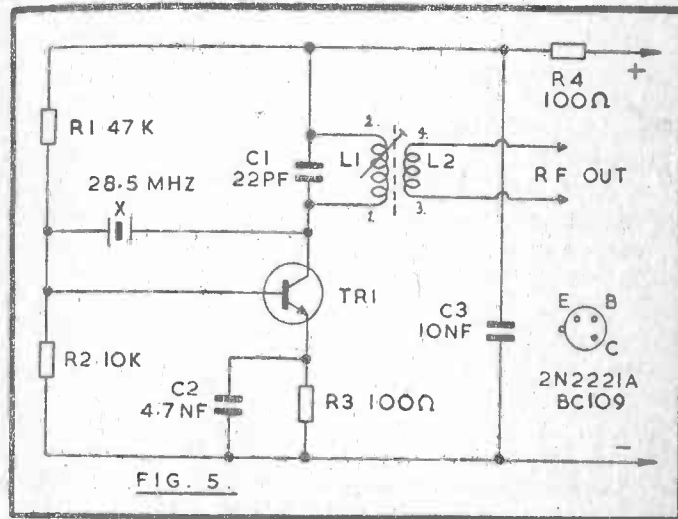 R4
100Ω
+
R1 47K
C1
22PF
2.
L1
1.
4.
L2
3.
RF OUT
28.5 MHZ
X
TR1
R2 10K
C2
4.7NF
R3 100Ω
C3
10NF
E
B
C
2N2221A
BC109
-
FIG. 5.